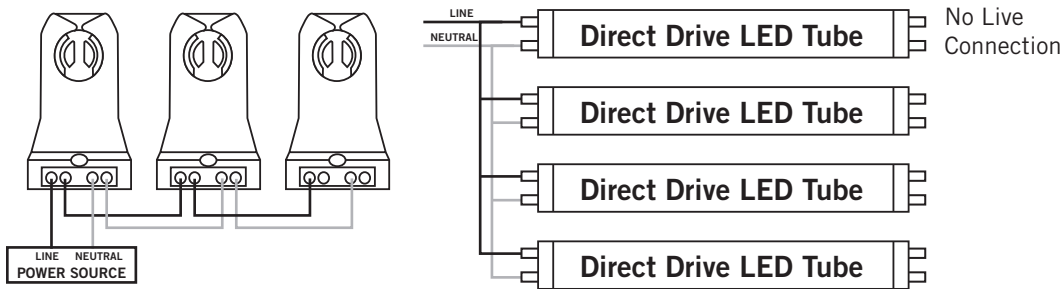 LINE NEUTRAL
POWER SOURCE
LINE
NEUTRAL
Direct Drive LED Tube
No Live
Connection
Direct Drive LED Tube
Direct Drive LED Tube
Direct Drive LED Tube